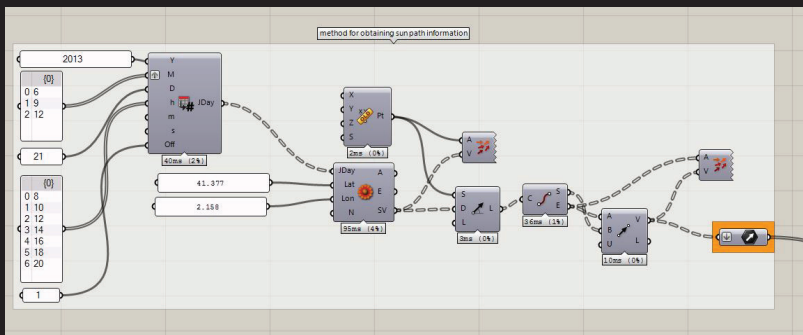 method for obtaining sun path information
2013
{0}
0 6
1 9
2 12
21
{0}
0 8
1 10
2 12
3 14
4 16
5 18
6 20
1
Y
M
D
h
m
s
Off
JDay
40ms (2%)
41.377
2.156
X
Y
Z
S
Pt
2ms (0%)
JDay
Lat
Lon
N
A
E
SV
95ms (4%)
A
V
S
D
L
L
3ms (0%)
C
S
E
36ms (1%)
A
B
U
V
L
10ms (0%)
A
V